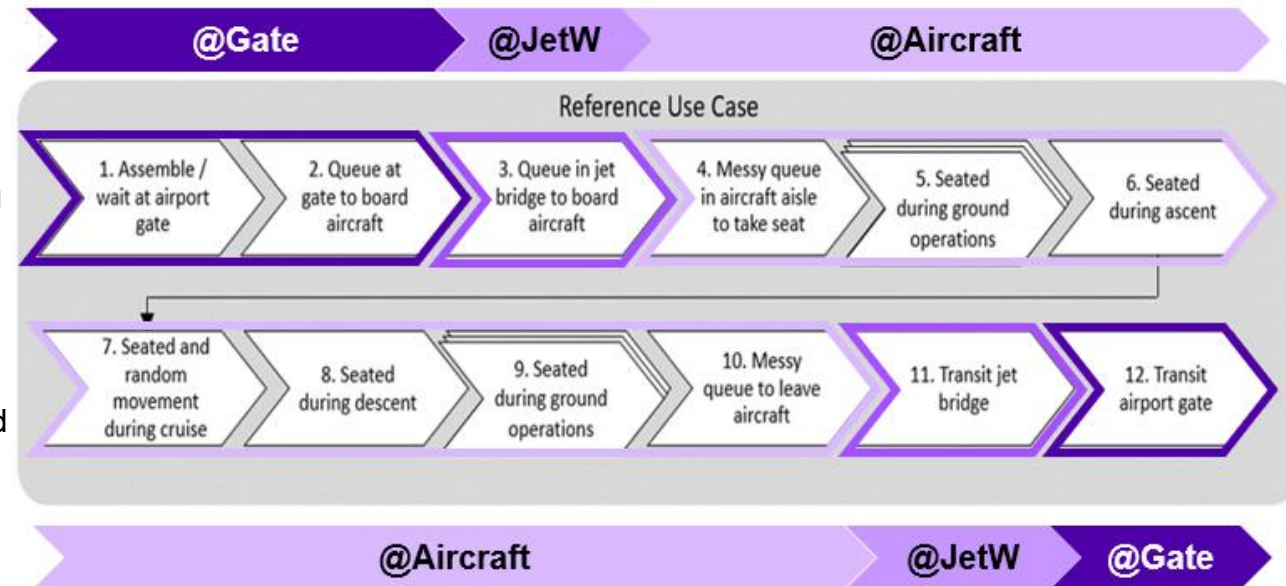 @Gate
@JetW
@Aircraft
Reference Use Case
1. Assemble /
wait at airport
gate
2. Queue at
gate to board
aircraft
3. Queue in jet
bridge to board
aircraft
4. Messy queue
in aircraft aisle
to take seat
5. Seated
during ground
operations
6. Seated
during ascent
7. Seated and
random
movement
during cruise
8. Seated
during descent
9. Seated
during ground
operations
10. Messy
queue to leave
aircraft
11. Transit jet
bridge
12. Transit
airport gate
@Aircraft
@JetW
@Gate